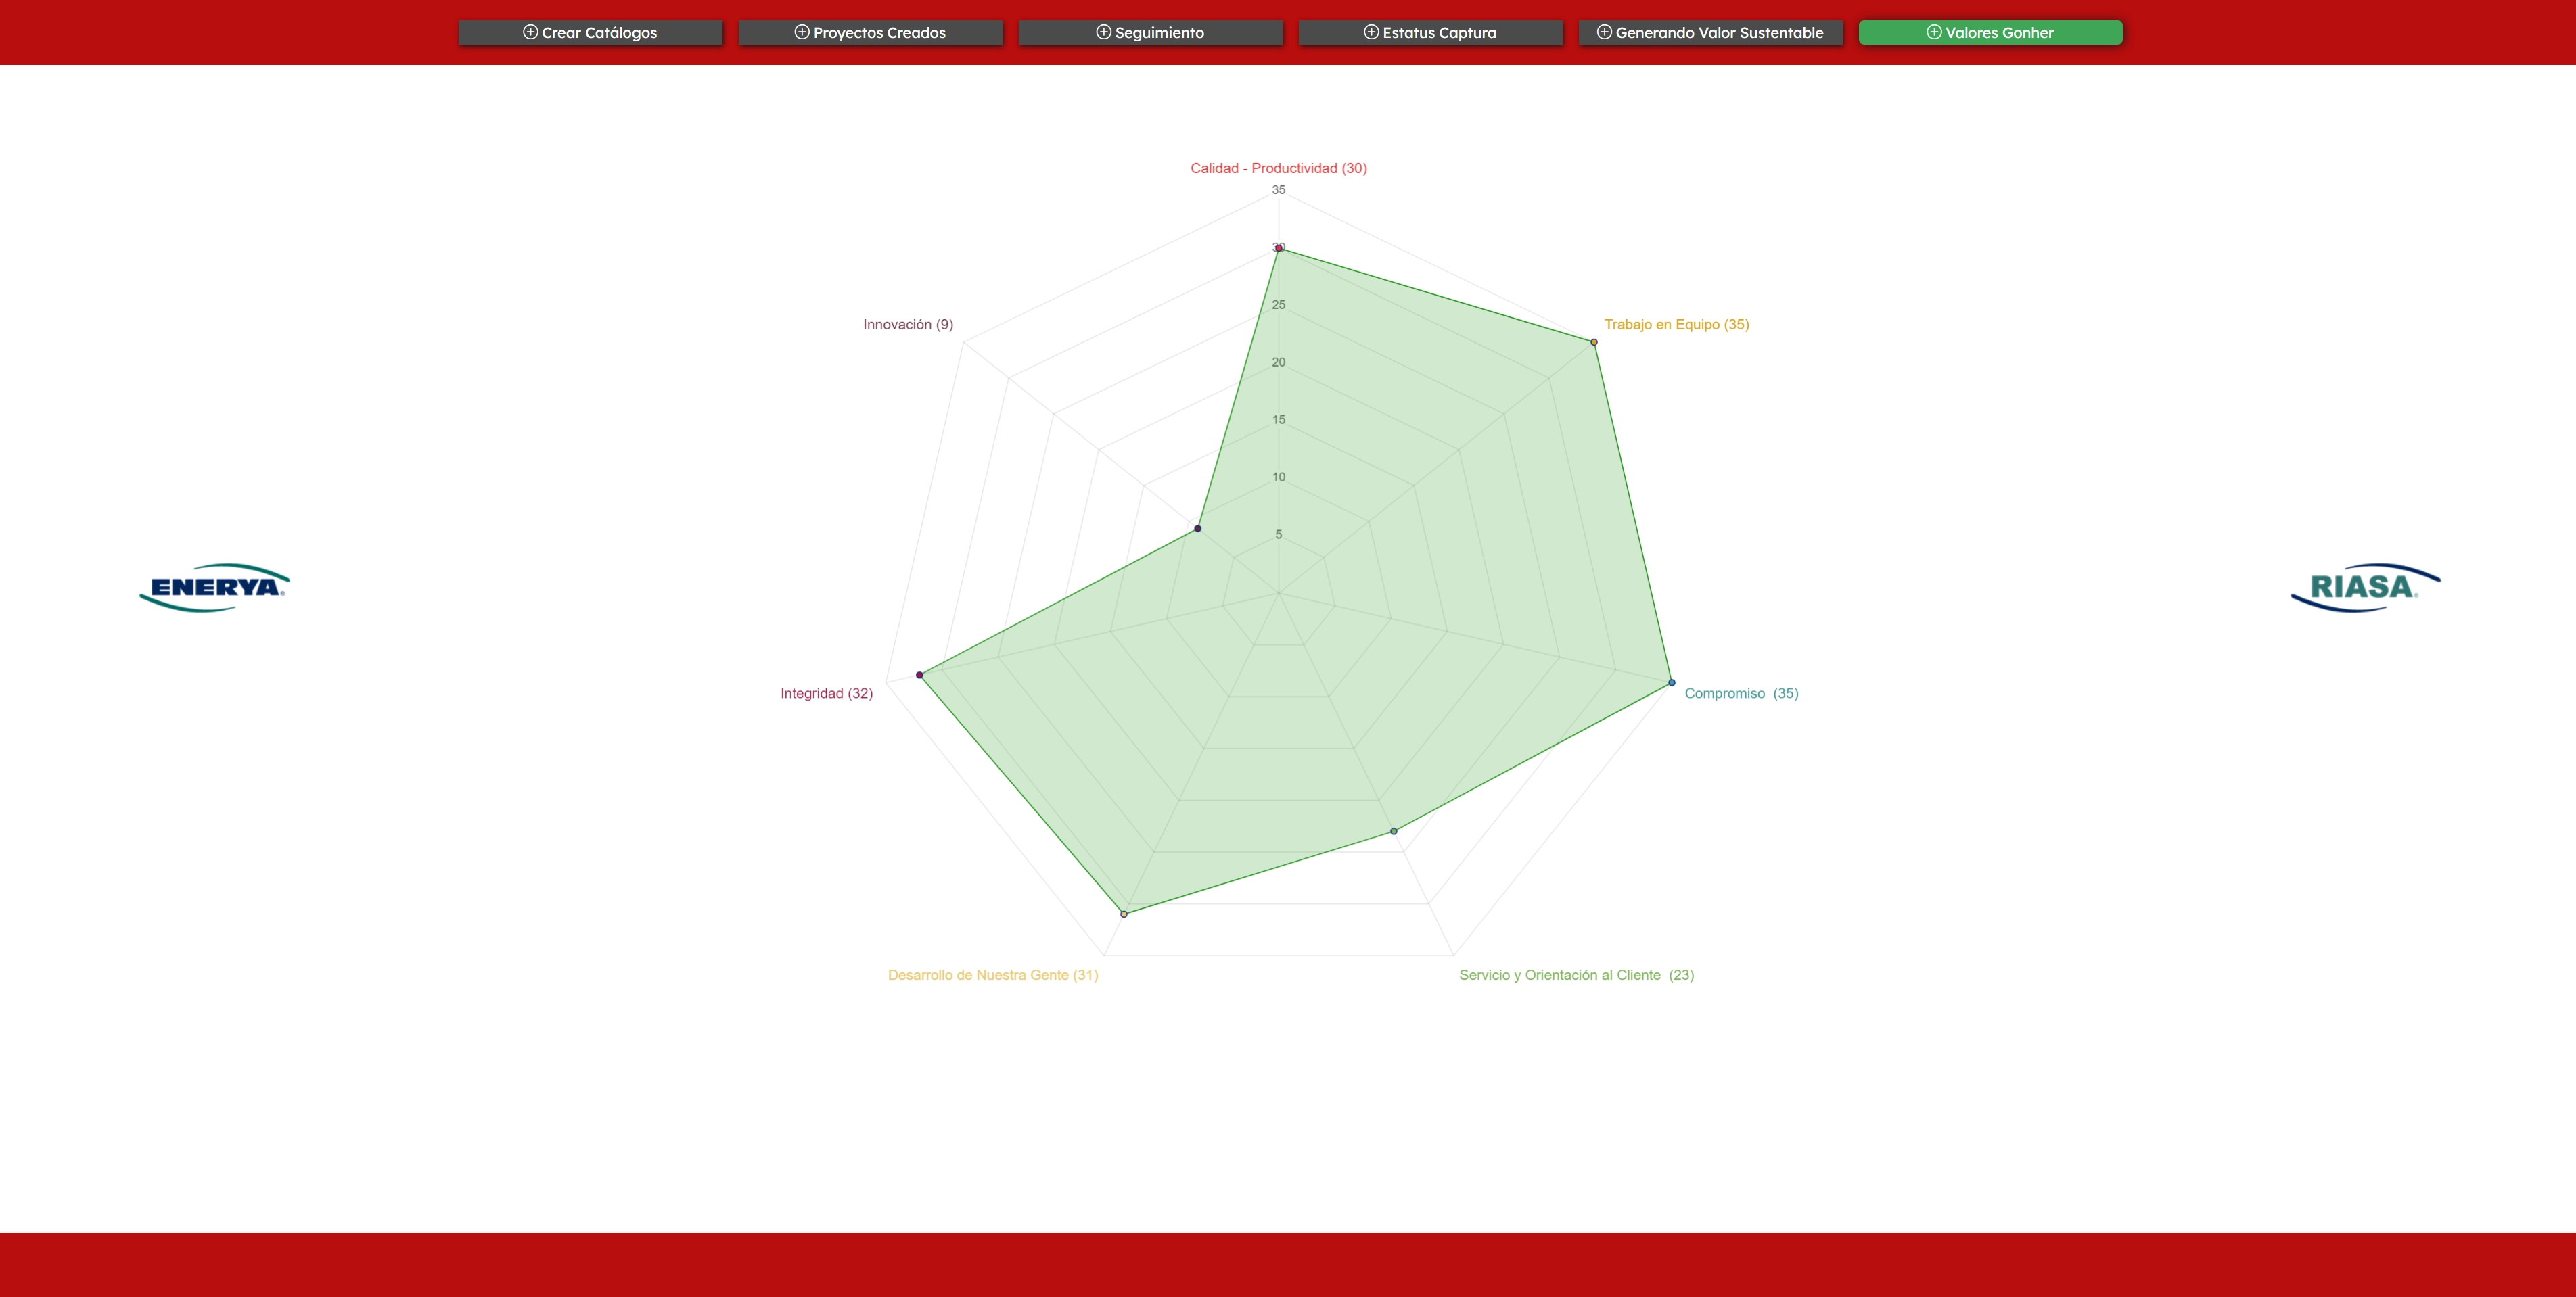 Crear Catálogos
Proyectos Creados
Seguimiento
Estatus Captura
Generando Valor Sustentable
Valores Gonher
Calidad - Productividad (30)
35
30
25
20
15
10
5
Trabajo en Equipo (35)
Innovación (9)
ENERYA®
RIASA®
Integridad (32)
Compromiso (35)
Desarrollo de Nuestra Gente (31)
Servicio y Orientación al Cliente (23)